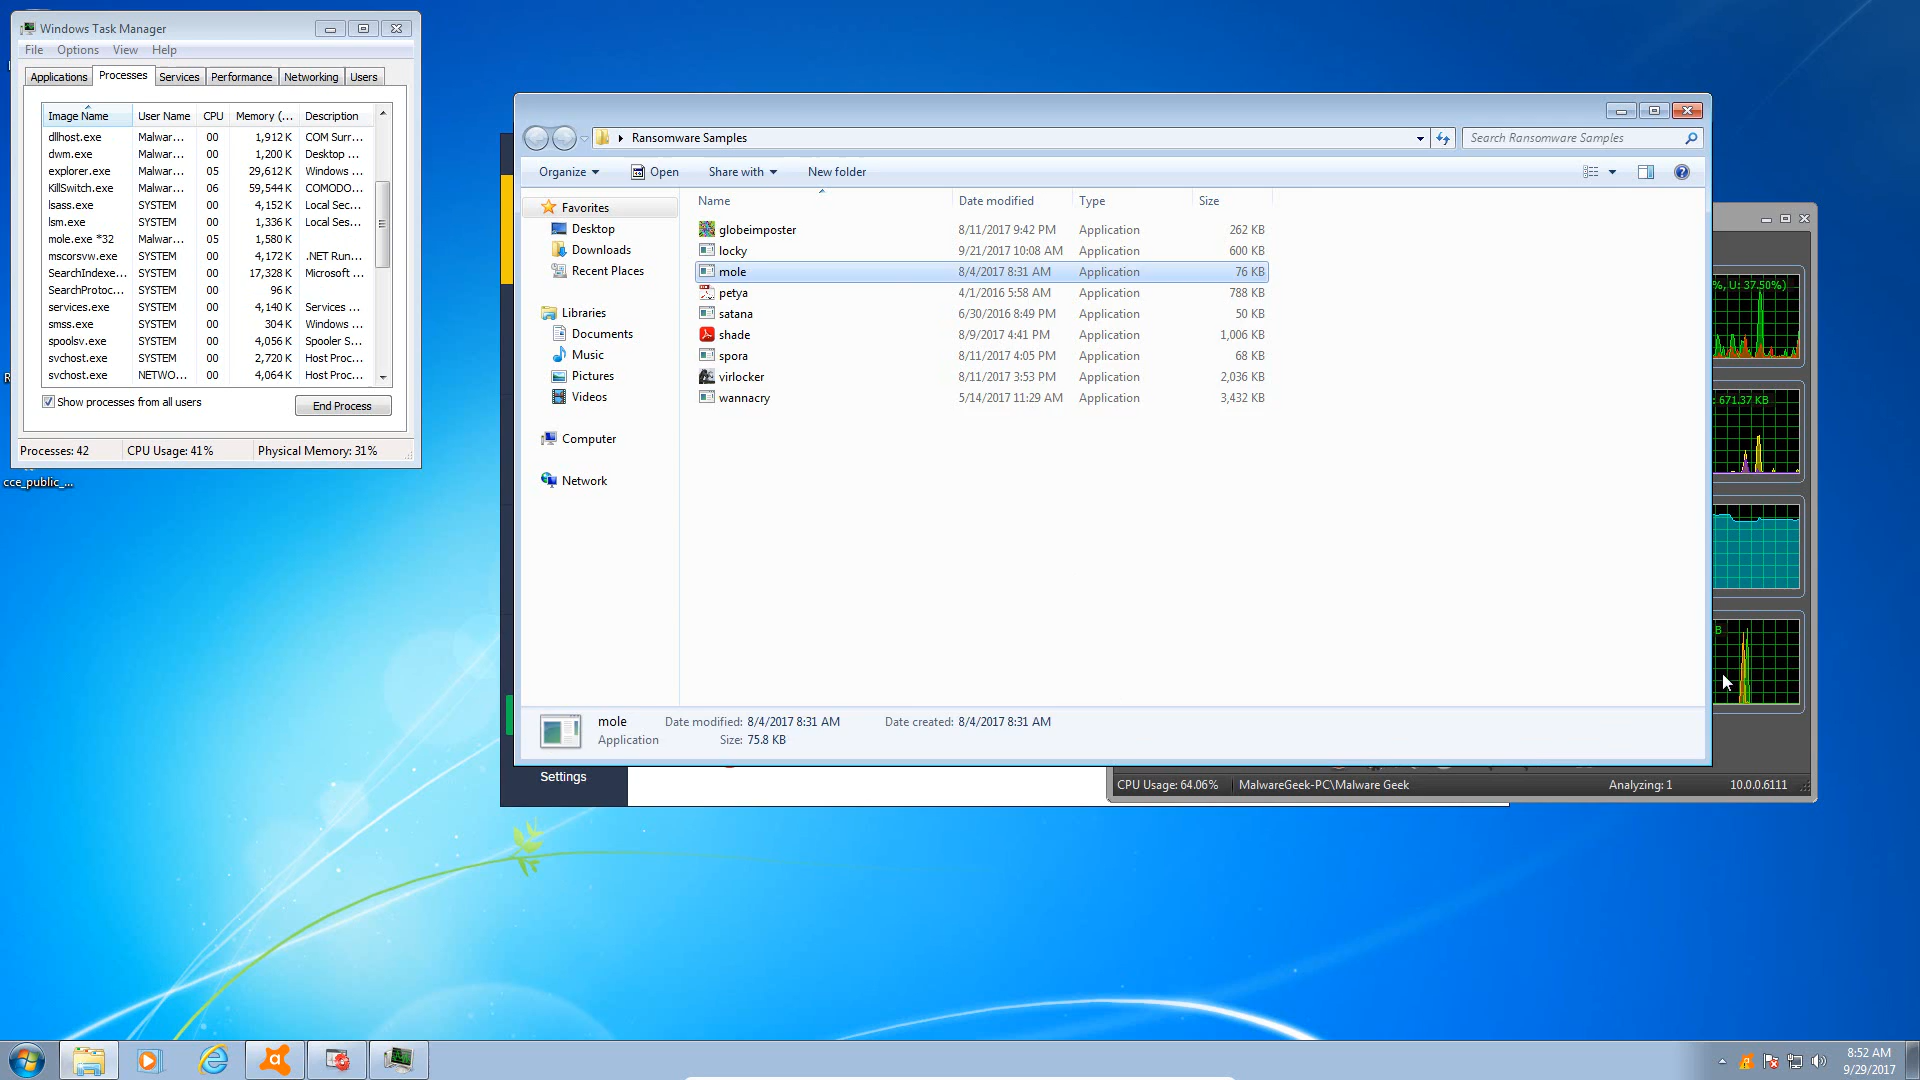 Windows Task Manager
File Options View Help
Applications Processes Services Performance Networking Users
Image Name User Name CPU Memory (... Description
dllhost.exe Malwar... 00 1,912 K COM Surr...
dwm.exe Malwar... 00 1,200 K Desktop ...
explorer.exe Malwar... 05 29,612 K Windows ...
KillSwitch.exe Malwar... 06 59,544 K COMODO...
lsass.exe SYSTEM 00 4,152 K Local Sec...
lsm.exe SYSTEM 00 1,336 K Local Ses...
mole.exe *32 Malwar... 05 1,580 K
mscorsvw.exe SYSTEM 00 4,172 K .NET Run...
SearchIndexe... SYSTEM 00 17,328 K Microsoft ...
SearchProtoc... SYSTEM 00 96 K
services.exe SYSTEM 00 4,140 K Services ...
smss.exe SYSTEM 00 304 K Windows ...
spoolsv.exe SYSTEM 00 4,056 K Spooler S...
svchost.exe SYSTEM 00 2,720 K Host Proc...
svchost.exe NETWO... 00 4,064 K Host Proc...
Show processes from all users End Process
Processes: 42 CPU Usage: 41% Physical Memory: 31%
cce_public_...
Ransomware Samples
Search Ransomware Samples
Organize Open Share with New folder
Favorites
Desktop
Downloads
Recent Places
Libraries
Documents
Music
Pictures
Videos
Computer
Network
Name Date modified Type Size
globeimposter 8/11/2017 9:42 PM Application 262 KB
locky 9/21/2017 10:08 AM Application 600 KB
mole 8/4/2017 8:31 AM Application 76 KB
petya 4/1/2016 5:58 AM Application 788 KB
satana 6/30/2016 8:49 PM Application 50 KB
shade 8/9/2017 4:41 PM Application 1,006 KB
spora 8/11/2017 4:05 PM Application 68 KB
virlocker 8/11/2017 3:53 PM Application 2,036 KB
wannacry 5/14/2017 11:29 AM Application 3,432 KB
mole Date modified: 8/4/2017 8:31 AM Date created: 8/4/2017 8:31 AM
Application Size: 75.8 KB
%, U: 37.50%)
: 671.37 KB
B
Settings
CPU Usage: 64.06% MalwareGeek-PC\Malware Geek Analyzing: 1 10.0.0.6111
8:52 AM
9/29/2017